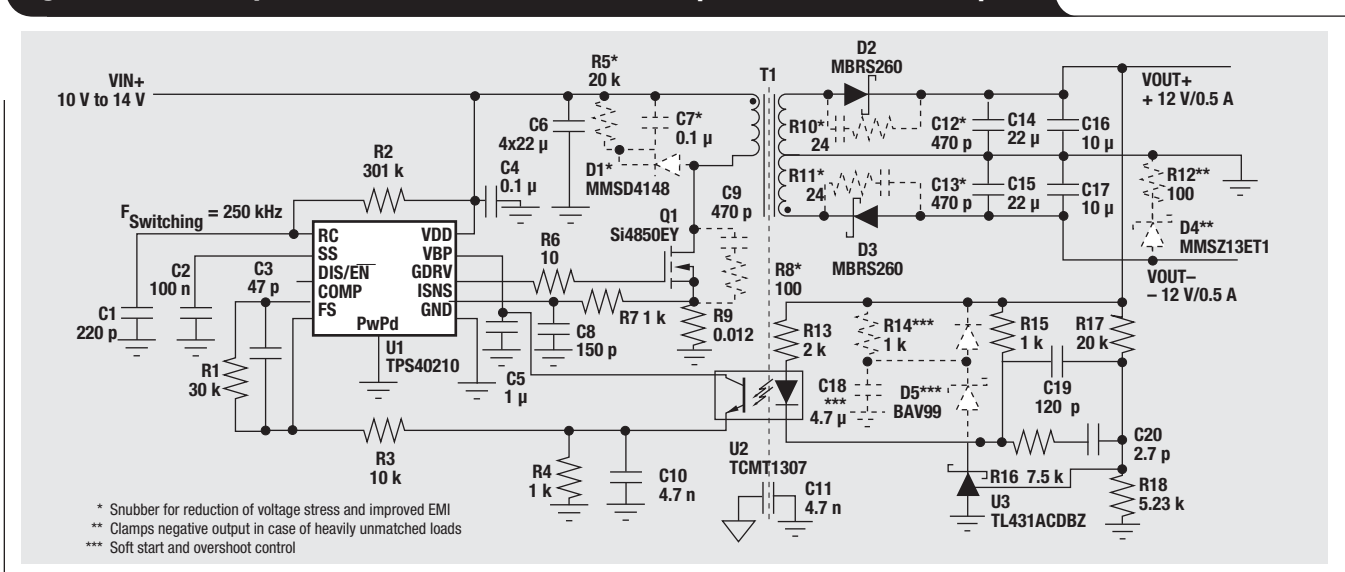 VIN+
10 V to 14 V
R5*
20 k
C6
4x22 µ
C7*
0.1 µ
D1*
MMSD4148
T1
D2
MBRS260
R10*
24
C12*
470 p
C14
22 µ
C16
10 µ
VOUT+
+ 12 V/0.5 A
R2
301 k
C4
0.1 µ
C9
470 p
Q1
Si4850EY
R11*
24
C13*
470 p
C15
22 µ
C17
10 µ
R12**
100
D4**
MMSZ13ET1
D3
MBRS260
VOUT–
– 12 V/0.5 A
FSwitching = 250 kHz
RC
SS
DIS/EN
COMP
FS
VDD
VBP
GDRV
ISNS
GND
PwPd
U1
TPS40210
C1
220 p
C2
100 n
C3
47 p
R1
30 k
R6
10
R7 1 k
R8*
100
R9
0.012
C8
150 p
C5
1 µ
R13
2 k
R14***
1 k
R15
1 k
R17
20 k
C18
***
4.7 µ
D5***
BAV99
C19
120 p
C20
2.7 p
R3
10 k
R4
1 k
C10
4.7 n
U2
TCMT1307
C11
4.7 n
R16 7.5 k
U3
TL431ACDBZ
R18
5.23 k
* Snubber for reduction of voltage stress and improved EMI
** Clamps negative output in case of heavily unmatched loads
*** Soft start and overshoot control